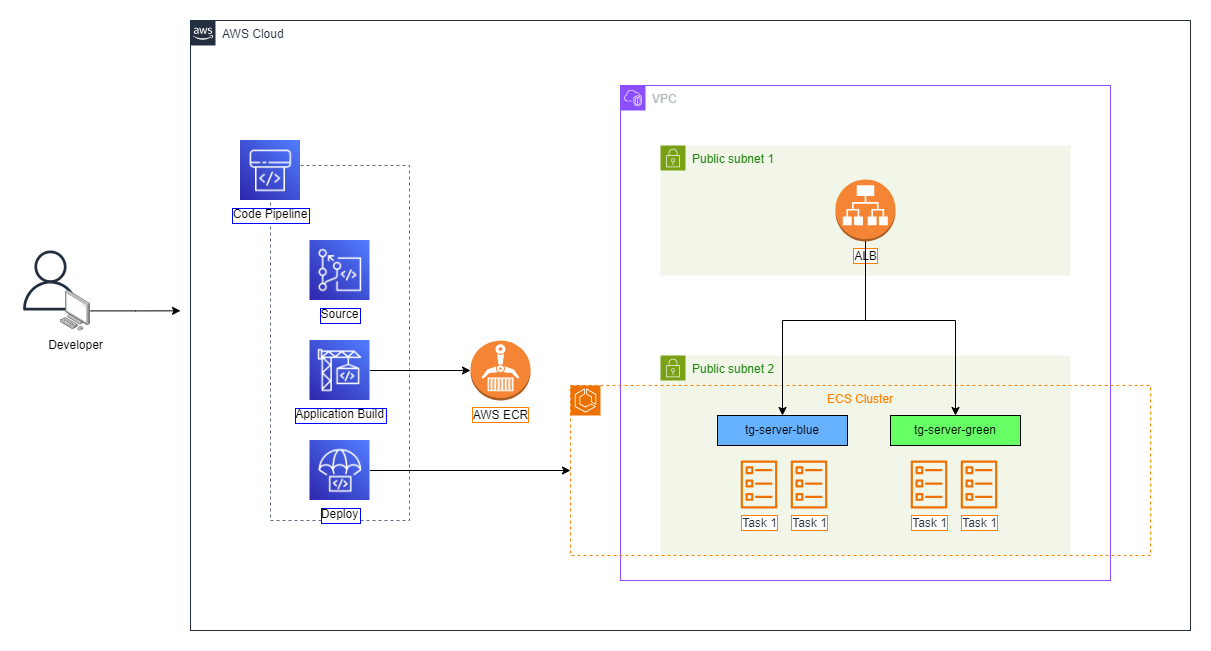 aws
AWS Cloud
VPC
Public subnet 1
Code Pipeline
ALB
Source
Developer
Public subnet 2
ECS Cluster
Application Build
AWS ECR
tg-server-blue
tg-server-green
Deploy
Task 1
Task 1
Task 1
Task 1